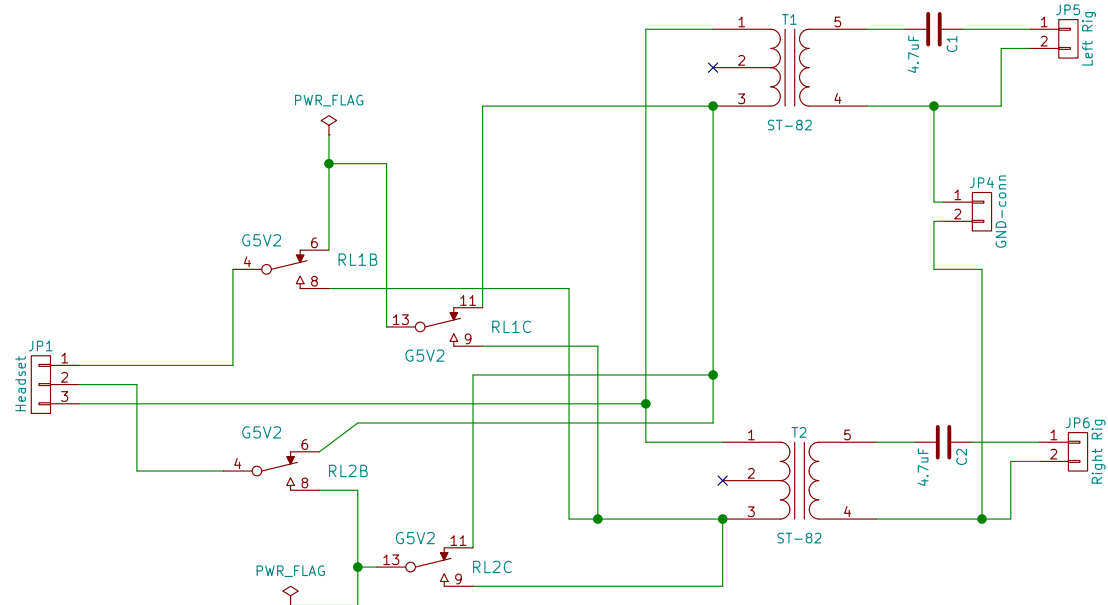 JP5
1
T1
5
1
2
4.7uF
C1
Left Rig
2
PWR_FLAG
3
4
ST-82
JP4
1
2
GND-conn
G5V2
6
4
RL1B
8
11
13
RL1C
9
G5V2
JP1
1
2
3
Headset
G5V2
6
4
RL2B
8
T2
1
5
JP6
1
2
4.7uF
C2
Right Rig
2
3
4
ST-82
G5V2
11
13
RL2C
9
PWR_FLAG